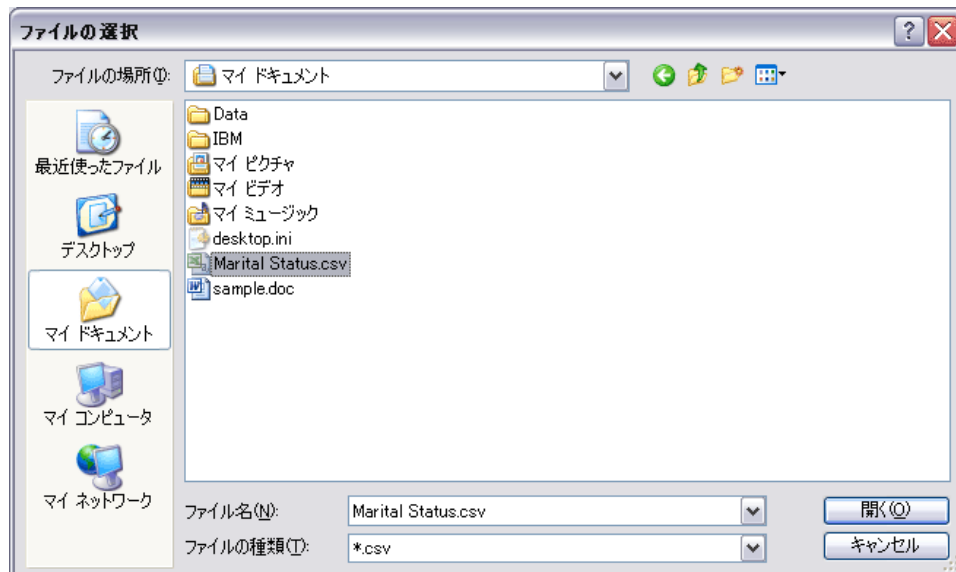 ファイルの選択
ファイルの場所(I):
マイ ドキュメント
最近使ったファイル
デスクトップ
マイ ドキュメント
マイ コンピュータ
マイ ネットワーク
Data
IBM
マイ ピクチャ
マイ ビデオ
マイ ミュージック
desktop.ini
Marital Status.csv
sample.doc
ファイル名(N):
Marital Status.csv
開く(O)
ファイルの種類(T):
*.csv
キャンセル